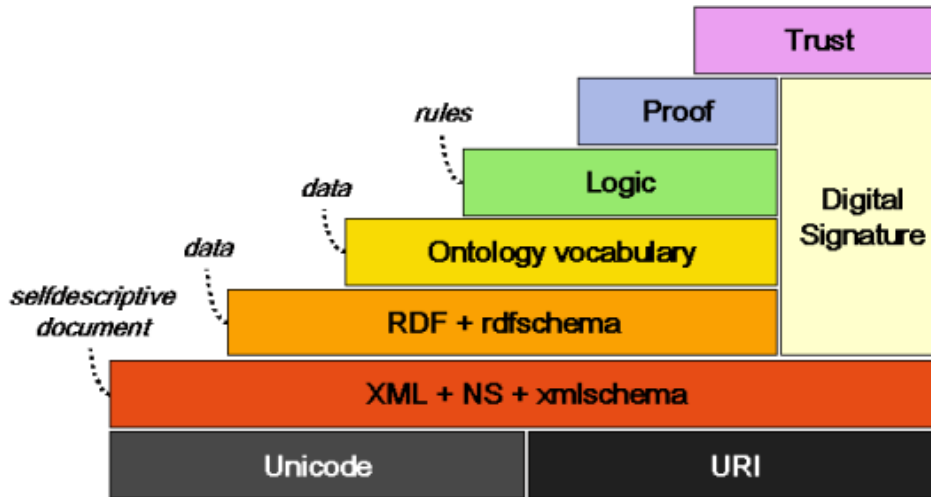 Trust
Proof
rules
Logic
data
Digital
Signature
Ontology vocabulary
data
RDF + rdfschema
selfdescriptive
document
XML + NS + xmlschema
Unicode
URI